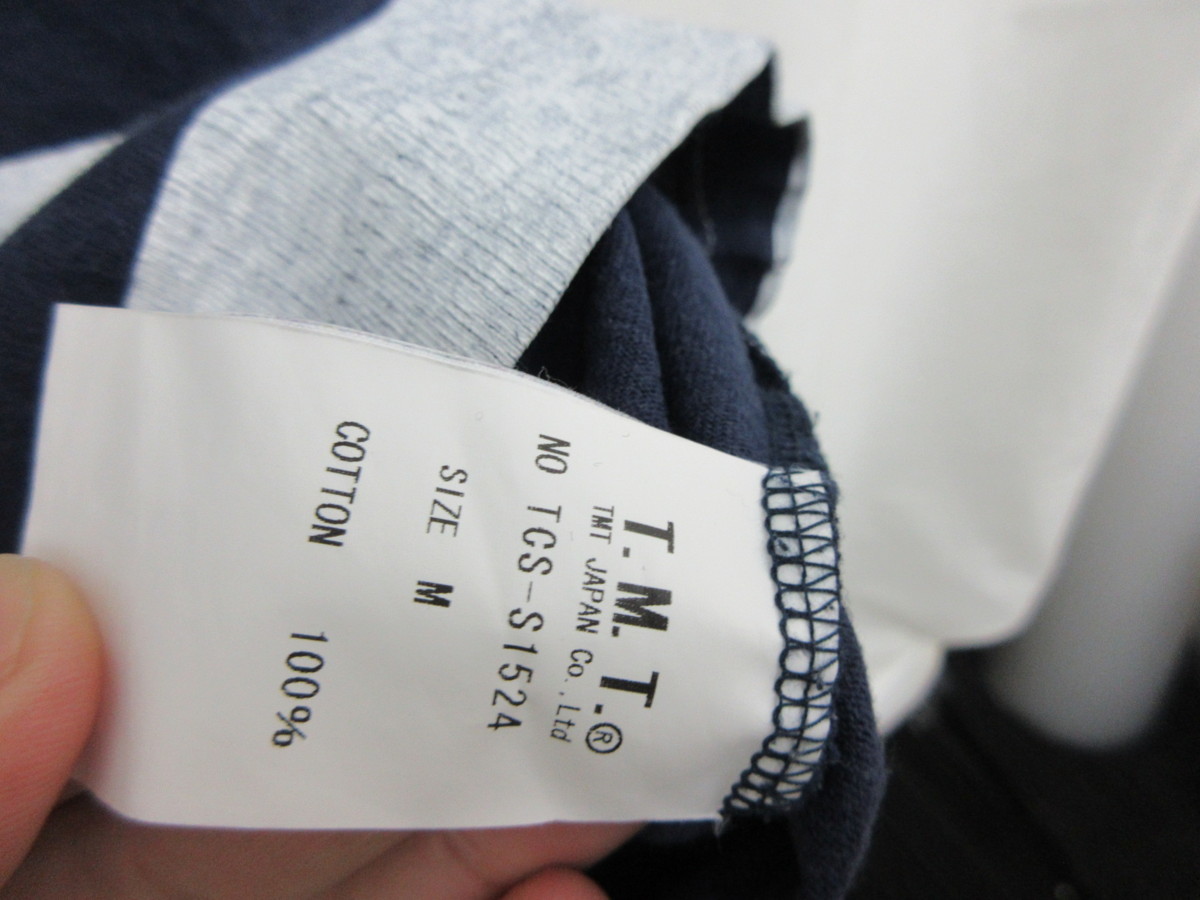 T.M.T.®
TMT JAPAN Co.,Ltd
NO TCS-S1524
SIZE M
COTTON 100%